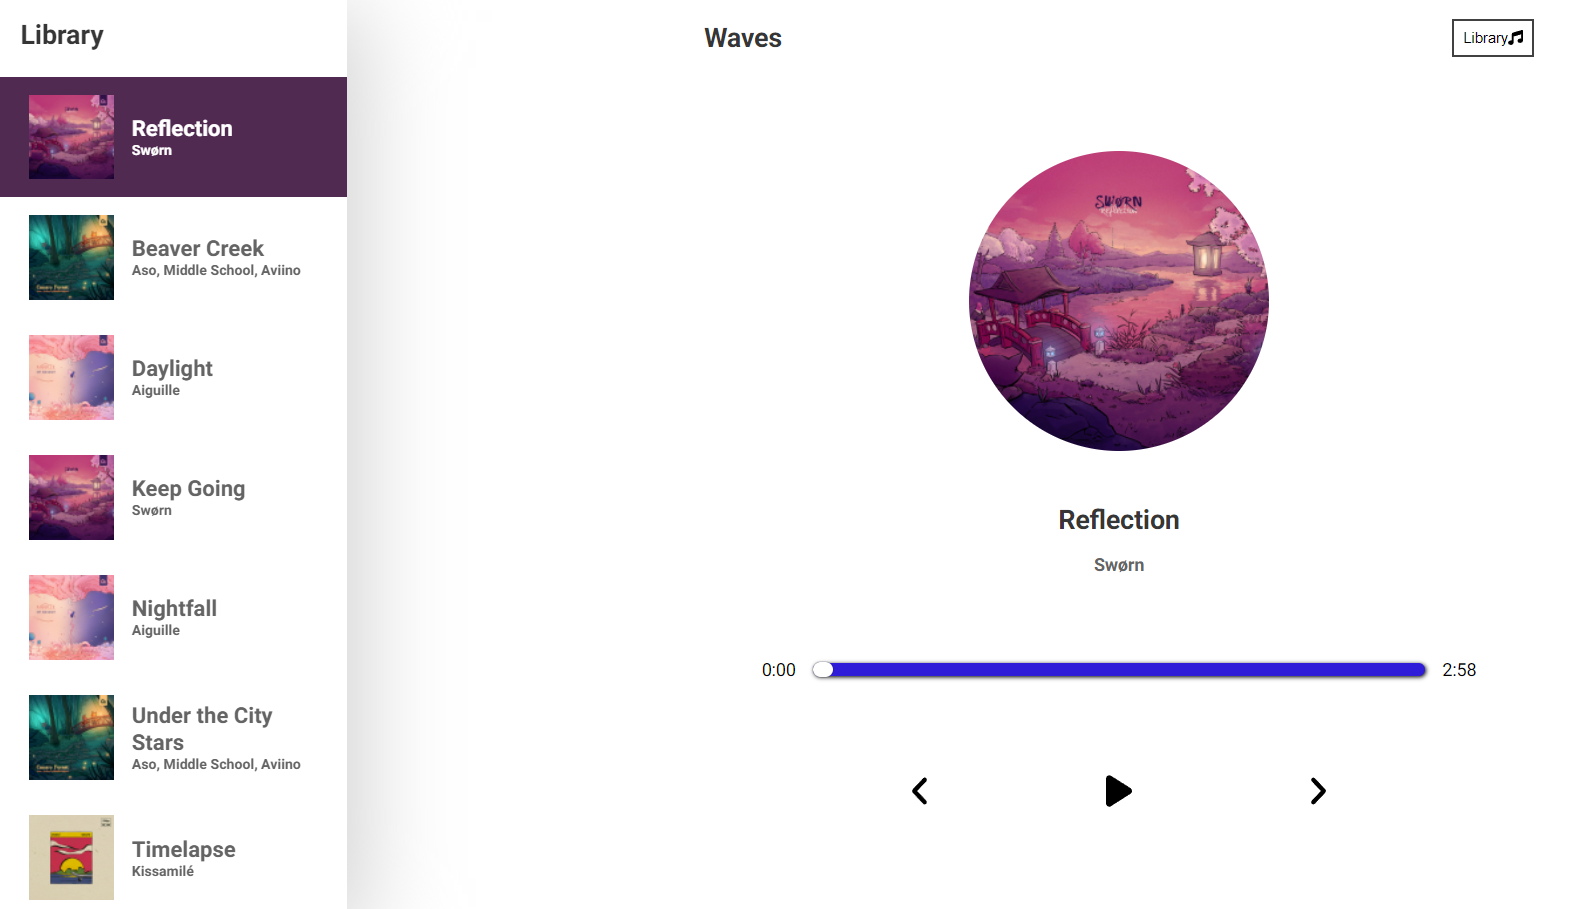 Library
Reflection
Swørn
Beaver Creek
Aso, Middle School, Aviino
Daylight
Aiguille
Keep Going
Swørn
Nightfall
Aiguille
Under the City
Stars
Aso, Middle School, Aviino
Timelapse
Kissamilé
Waves
Library
SWØRN
reflection
Reflection
Swørn
0:00
2:58